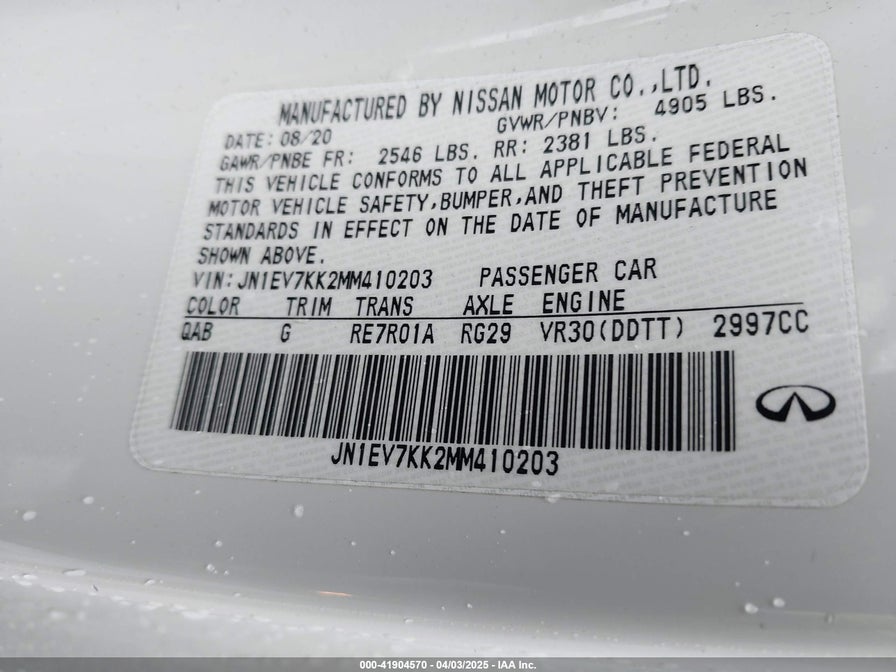 MANUFACTURED BY NISSAN MOTOR CO.,LTD.
DATE: 08/20 GVWR/PNBV: 4905 LBS.
GAWR/PNBE FR: 2546 LBS. RR: 2381 LBS.
THIS VEHICLE CONFORMS TO ALL APPLICABLE FEDERAL
MOTOR VEHICLE SAFETY,BUMPER,AND THEFT PREVENTION
STANDARDS IN EFFECT ON THE DATE OF MANUFACTURE
SHOWN ABOVE.
VIN:JN1EV7KK2MM410203 PASSENGER CAR
COLOR TRIM TRANS AXLE ENGINE
QAB G RE7R01A RG29 VR30(DDTT) 2997CC
JN1EV7KK2MM410203
000-41904570 - 04/03/2025 - IAA Inc.